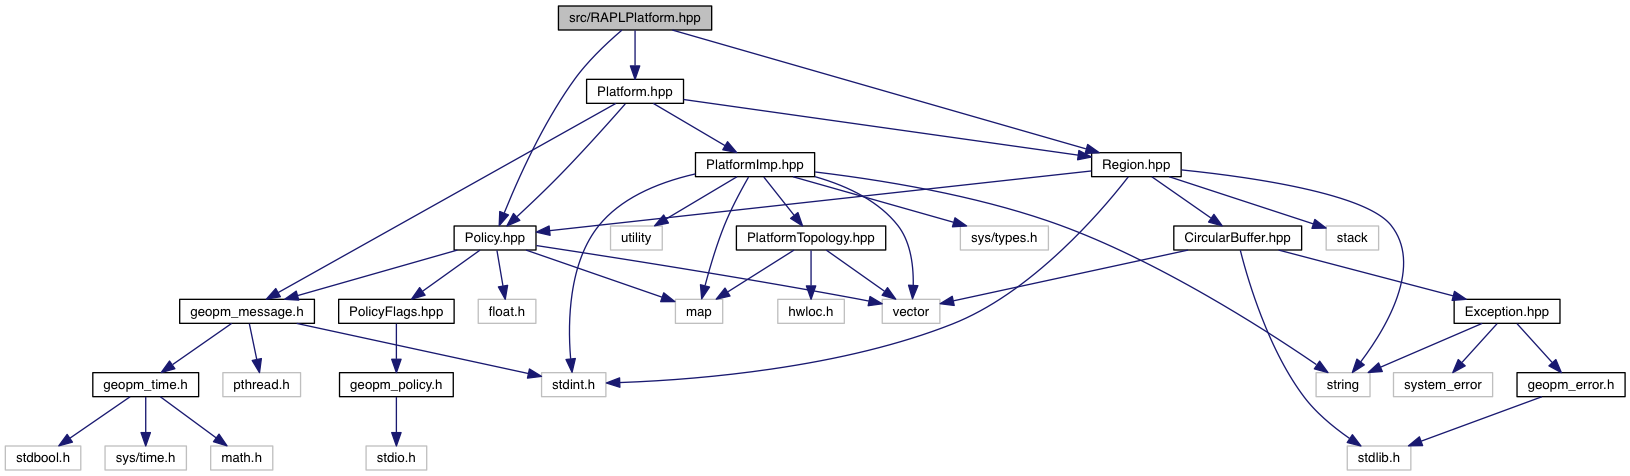 src/RAPLPlatform.hpp
Platform.hpp
PlatformImp.hpp
Region.hpp
Policy.hpp
utility
PlatformTopology.hpp
sys/types.h
CircularBuffer.hpp
stack
geopm_message.h
PolicyFlags.hpp
float.h
map
hwloc.h
vector
Exception.hpp
geopm_time.h
pthread.h
geopm_policy.h
stdint.h
string
system_error
geopm_error.h
stdbool.h
sys/time.h
math.h
stdio.h
stdlib.h